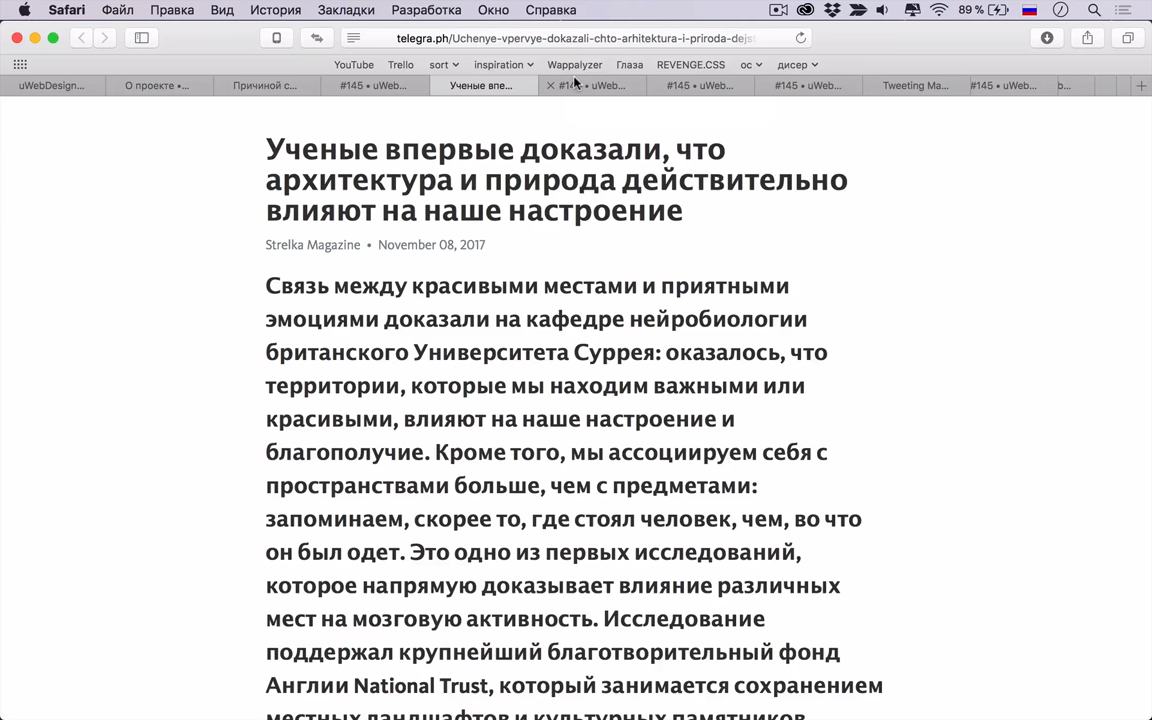 Safari Файл Правка Вид История Закладки Разработка Окно Справка 89 %
telegra.ph/Uchenye-vpervye-dokazali-chto-arhitektura-i-priroda-dejst
YouTube Trello sort inspiration Wappalyzer Глаза REVENGE.CSS ос дисер
uWebDesign... О проекте •... Причиной с... #145 • uWeb... Ученые впе... #145 • uWeb... #145 • uWeb... #145 • uWeb... Tweeting Ma... #145 • uWeb... b...
Ученые впервые доказали, что
архитектура и природа действительно
влияют на наше настроение
Strelka Magazine • November 08, 2017
Связь между красивыми местами и приятными
эмоциями доказали на кафедре нейробиологии
британского Университета Суррея: оказалось, что
территории, которые мы находим важными или
красивыми, влияют на наше настроение и
благополучие. Кроме того, мы ассоциируем себя с
пространствами больше, чем с предметами:
запоминаем, скорее то, где стоял человек, чем, во что
он был одет. Это одно из первых исследований,
которое напрямую доказывает влияние различных
мест на мозговую активность. Исследование
поддержал крупнейший благотворительный фонд
Англии National Trust, который занимается сохранением
местных ландшафтов и культурных памятников